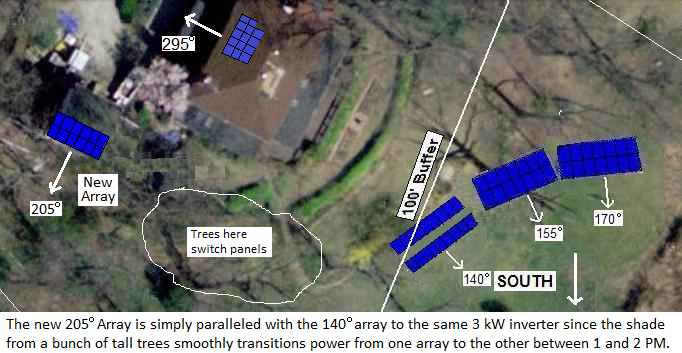 295°
New
Array
205°
100' Buffer
Trees here
switch panels
170°
155°
140°
SOUTH
The new 205° Array is simply paralleled with the 140° array to the same 3 kW inverter since the shade
from a bunch of tall trees smoothly transitions power from one array to the other between 1 and 2 PM.